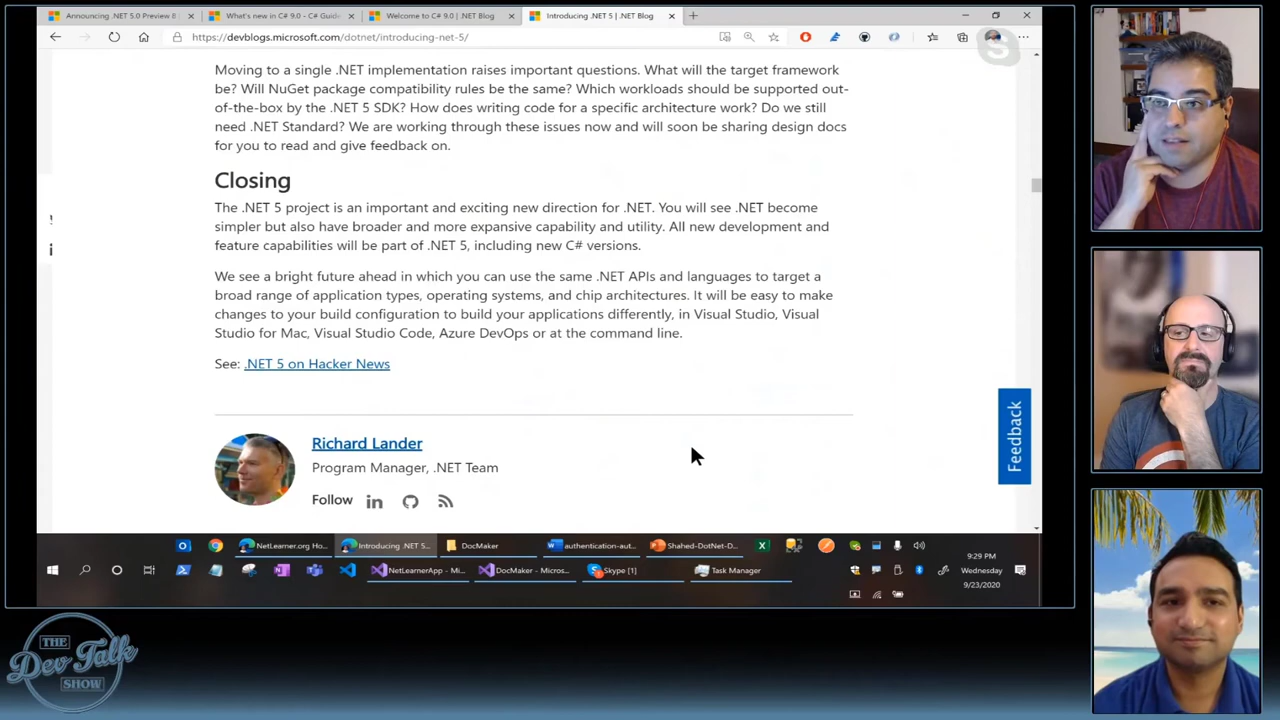 Announcing .NET 5.0 Preview 8
What's new in C# 9.0 - C# Guid
Welcome to C# 9.0 | .NET Blog
Introducing .NET 5 | .NET Blog
https://devblogs.microsoft.com/dotnet/introducing-net-5/
Moving to a single .NET implementation raises important questions. What will the target framework
be? Will NuGet package compatibility rules be the same? Which workloads should be supported out-
of-the-box by the .NET 5 SDK? How does writing code for a specific architecture work? Do we still
need .NET Standard? We are working through these issues now and will soon be sharing design docs
for you to read and give feedback on.
Closing
The .NET 5 project is an important and exciting new direction for .NET. You will see .NET become
simpler but also have broader and more expansive capability and utility. All new development and
feature capabilities will be part of .NET 5, including new C# versions.
We see a bright future ahead in which you can use the same .NET APIs and languages to target a
broad range of application types, operating systems, and chip architectures. It will be easy to make
changes to your build configuration to build your applications differently, in Visual Studio, Visual
Studio for Mac, Visual Studio Code, Azure DevOps or at the command line.
See: .NET 5 on Hacker News
Feedback
Richard Lander
Program Manager, .NET Team
Follow
NetLearner.org Ho...
Introducing .NET 5...
DocMaker
authentication-aut...
Shahed-DotNet-D...
NetLearnerApp - Mi...
DocMaker - Micros...
Skype [1]
Task Manager
9:29 PM
Wednesday
9/23/2020
THE
Dev Talk
SHOW